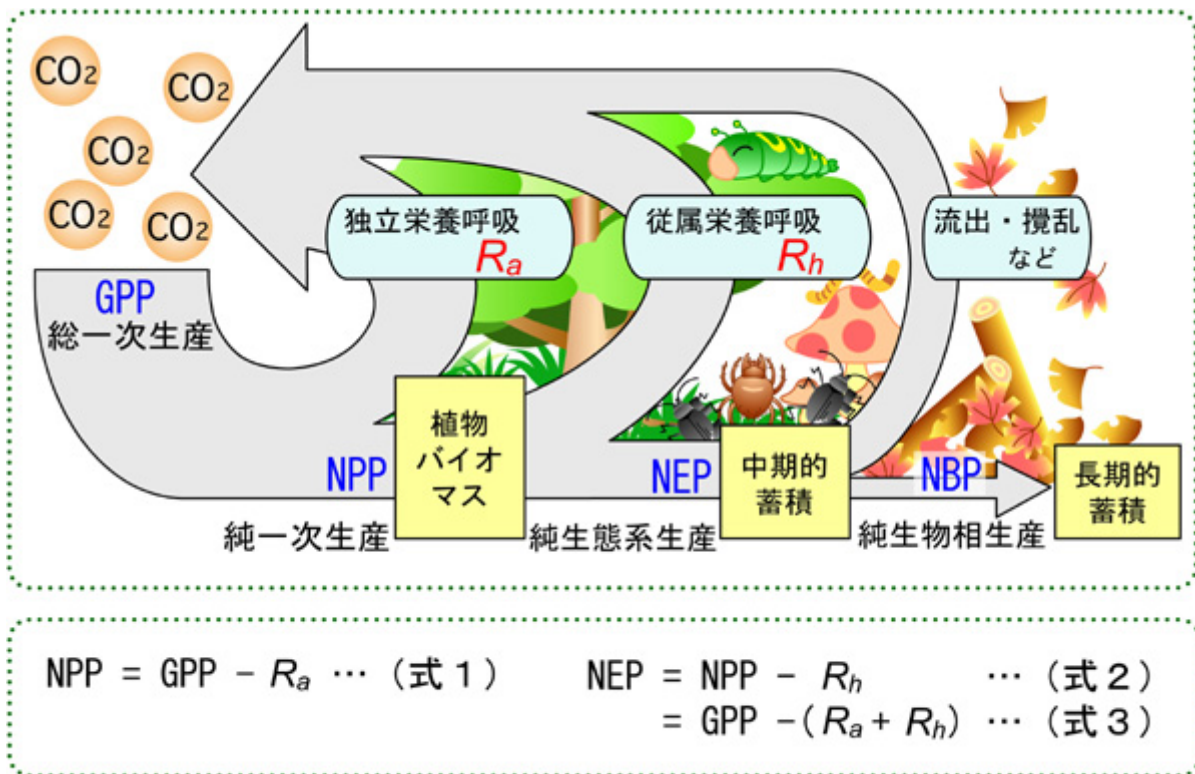 CO₂
CO₂
CO₂
CO₂
CO₂
独立栄養呼吸
Ra
従属栄養呼吸
Rh
流出・攪乱
など
GPP
総一次生産
植物
バイオ
マス
中期的
蓄積
長期的
蓄積
NPP
NEP
NBP
純一次生産
純生態系生産
純生物相生産
NPP = GPP - Ra … (式1)
NEP = NPP - Rh … (式2)
= GPP -(Ra + Rh) … (式3)